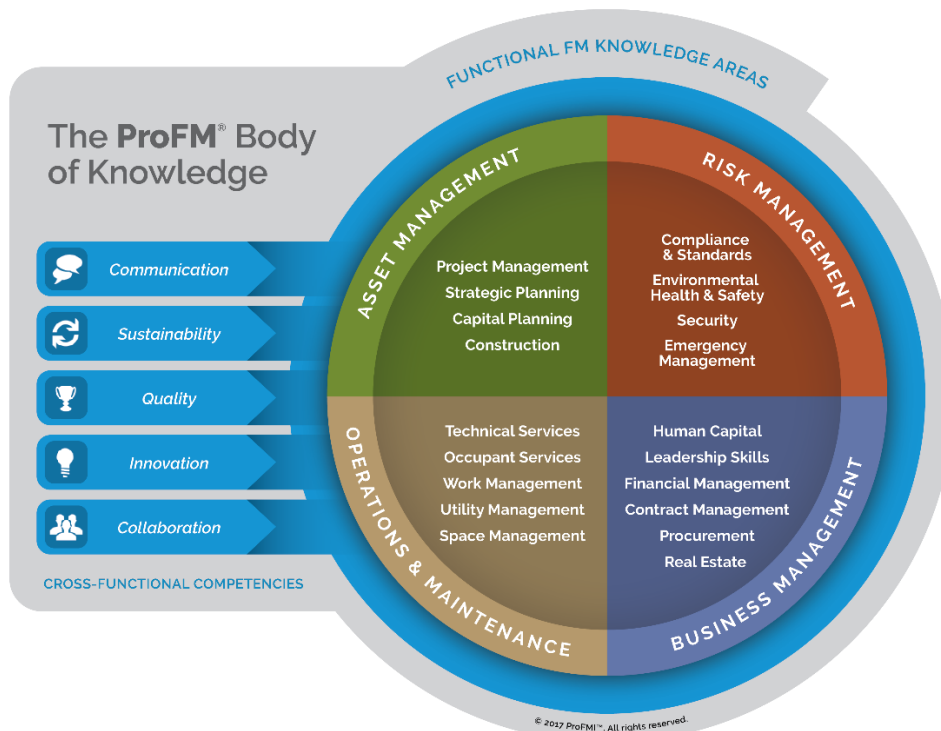 FUNCTIONAL FM KNOWLEDGE AREAS
The ProFM® Body
of Knowledge
Communication
Sustainability
Quality
Innovation
Collaboration
CROSS-FUNCTIONAL COMPETENCIES
ASSET MANAGEMENT
Project Management
Strategic Planning
Capital Planning
Construction
RISK MANAGEMENT
Compliance
& Standards
Environmental
Health & Safety
Security
Emergency
Management
OPERATIONS & MAINTENANCE
Technical Services
Occupant Services
Work Management
Utility Management
Space Management
BUSINESS MANAGEMENT
Human Capital
Leadership Skills
Financial Management
Contract Management
Procurement
Real Estate
© 2017 ProFMI™. All rights reserved.